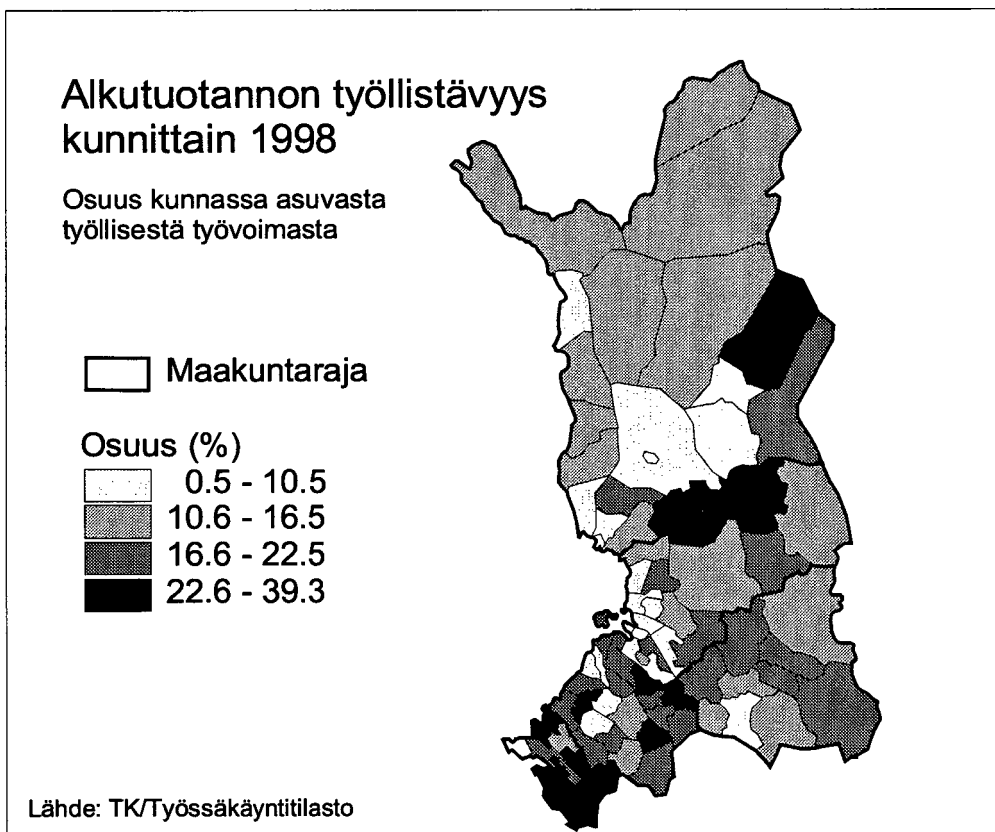 Alkutuotannon työllistävyys
kunnittain 1998
Osuus kunnassa asuvasta
työllisestä työvoimasta
Maakuntaraja
Osuus (%)
0.5 - 10.5
10.6 - 16.5
16.6 - 22.5
22.6 - 39.3
Lähde: TK/Työssäkäyntitilasto